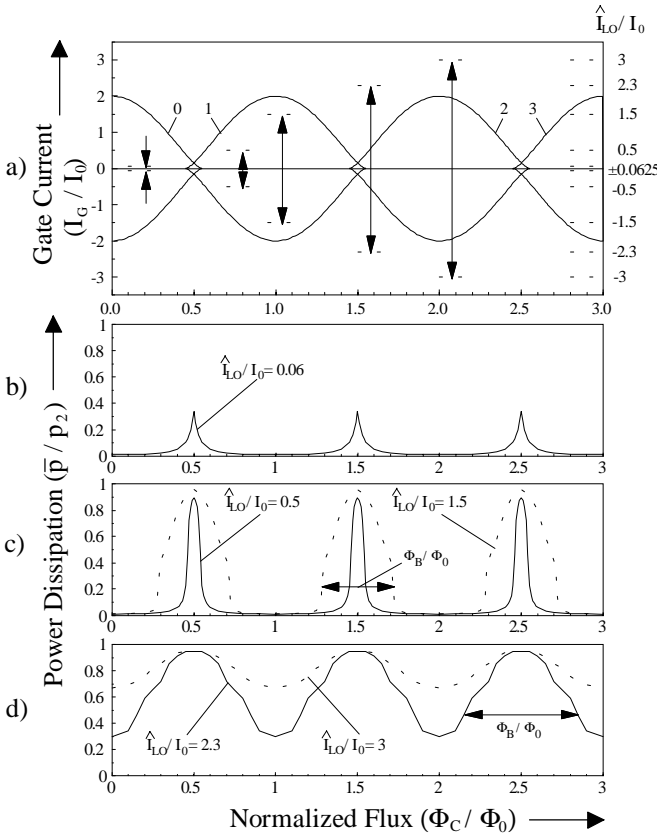 Î_LO / I_0
a)
Gate Current
(I_G / I_0)
3
2
1
0
-1
-2
-3
0 1 2 3
3
2.3
1.5
0.5
±0.0625
-0.5
-1.5
-2.3
-3
0.0 0.5 1.0 1.5 2.0 2.5 3.0
Power Dissipation (p̅ / p_2)
b)
1
0.8
0.6
0.4
0.2
0
Î_LO / I_0 = 0.06
0 0.5 1.0 1.5 2.0 2.5 3
c)
1
0.8
0.6
0.4
0.2
0
Î_LO / I_0 = 0.5
Î_LO / I_0 = 1.5
Φ_B / Φ_0
0 0.5 1.0 1.5 2.0 2.5 3
d)
1
0.8
0.6
0.4
0.2
0
Î_LO / I_0 = 2.3
Î_LO / I_0 = 3
Φ_B / Φ_0
0 0.5 1.0 1.5 2.0 2.5 3
Normalized Flux (Φ_C / Φ_0)